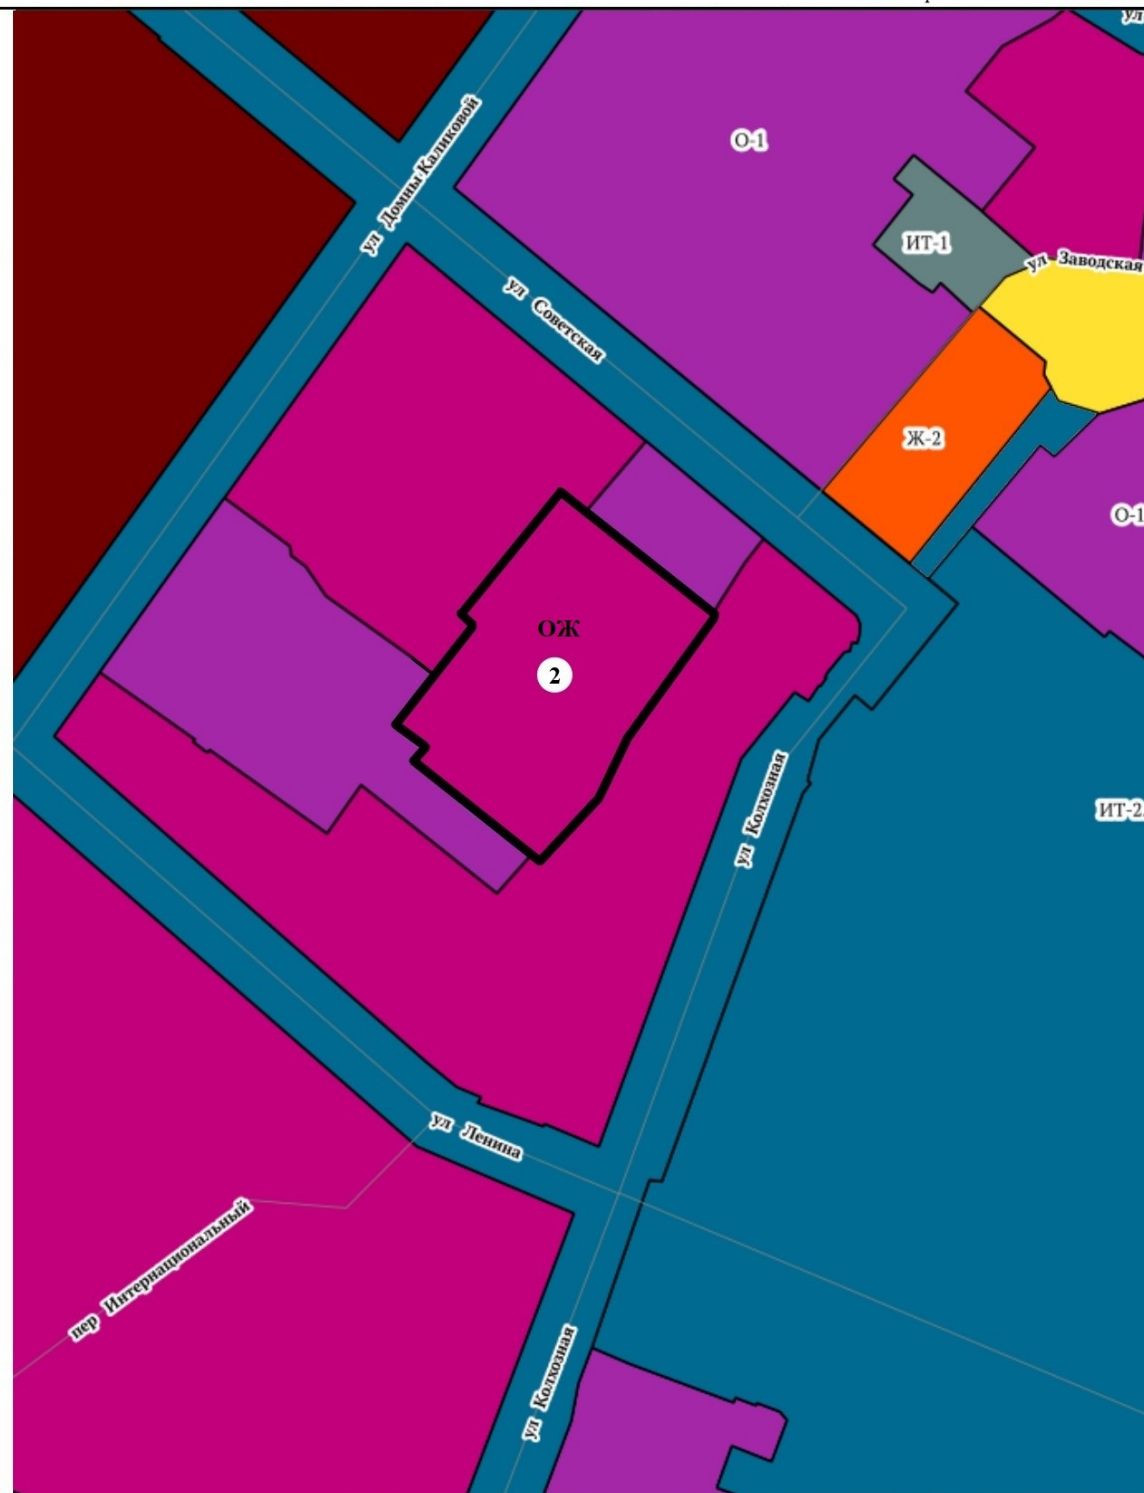 ул Домны Каликовой
О-1
ИТ-1
ул Заводская
ул Советская
Ж-2
О-1
ОЖ
2
ул Колхозная
ИТ-2
ул Ленина
пер Интернациональный
ул Колхозная